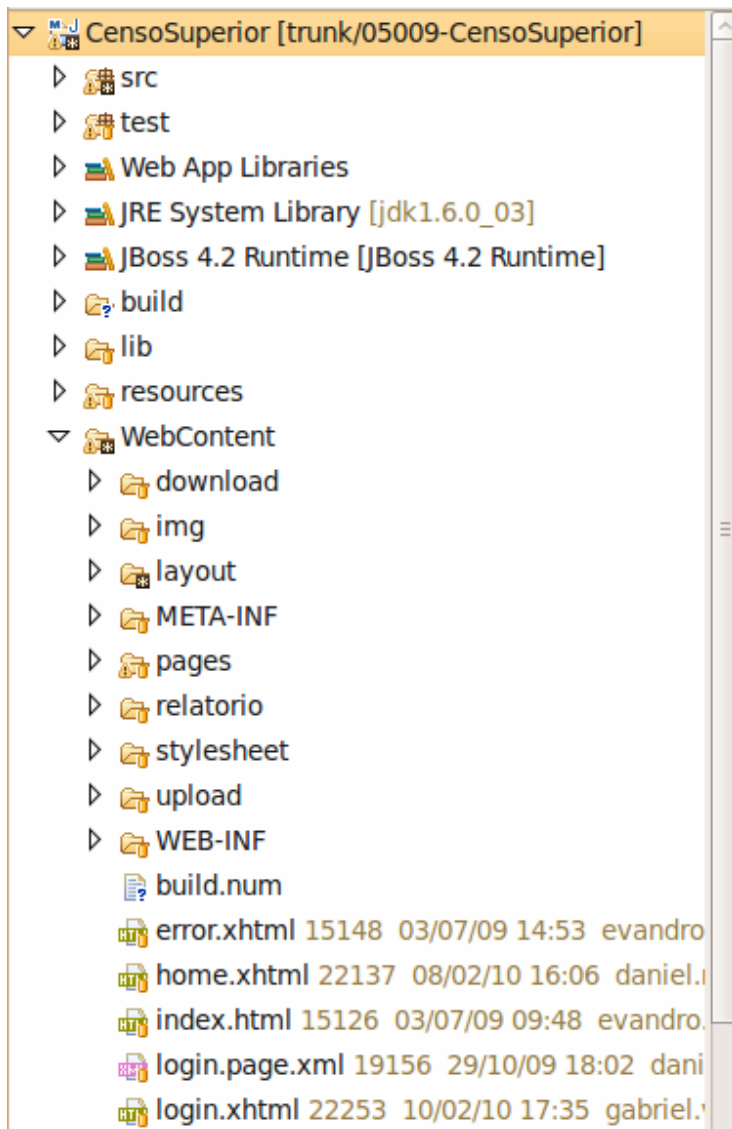 CensoSuperior [trunk/05009-CensoSuperior]
src
test
Web App Libraries
JRE System Library [jdk1.6.0_03]
JBoss 4.2 Runtime [JBoss 4.2 Runtime]
build
lib
resources
WebContent
download
img
layout
META-INF
pages
relatorio
stylesheet
upload
WEB-INF
build.num
error.xhtml 15148 03/07/09 14:53 evandro
home.xhtml 22137 08/02/10 16:06 daniel.
index.html 15126 03/07/09 09:48 evandro.
login.page.xml 19156 29/10/09 18:02 dani
login.xhtml 22253 10/02/10 17:35 gabriel.